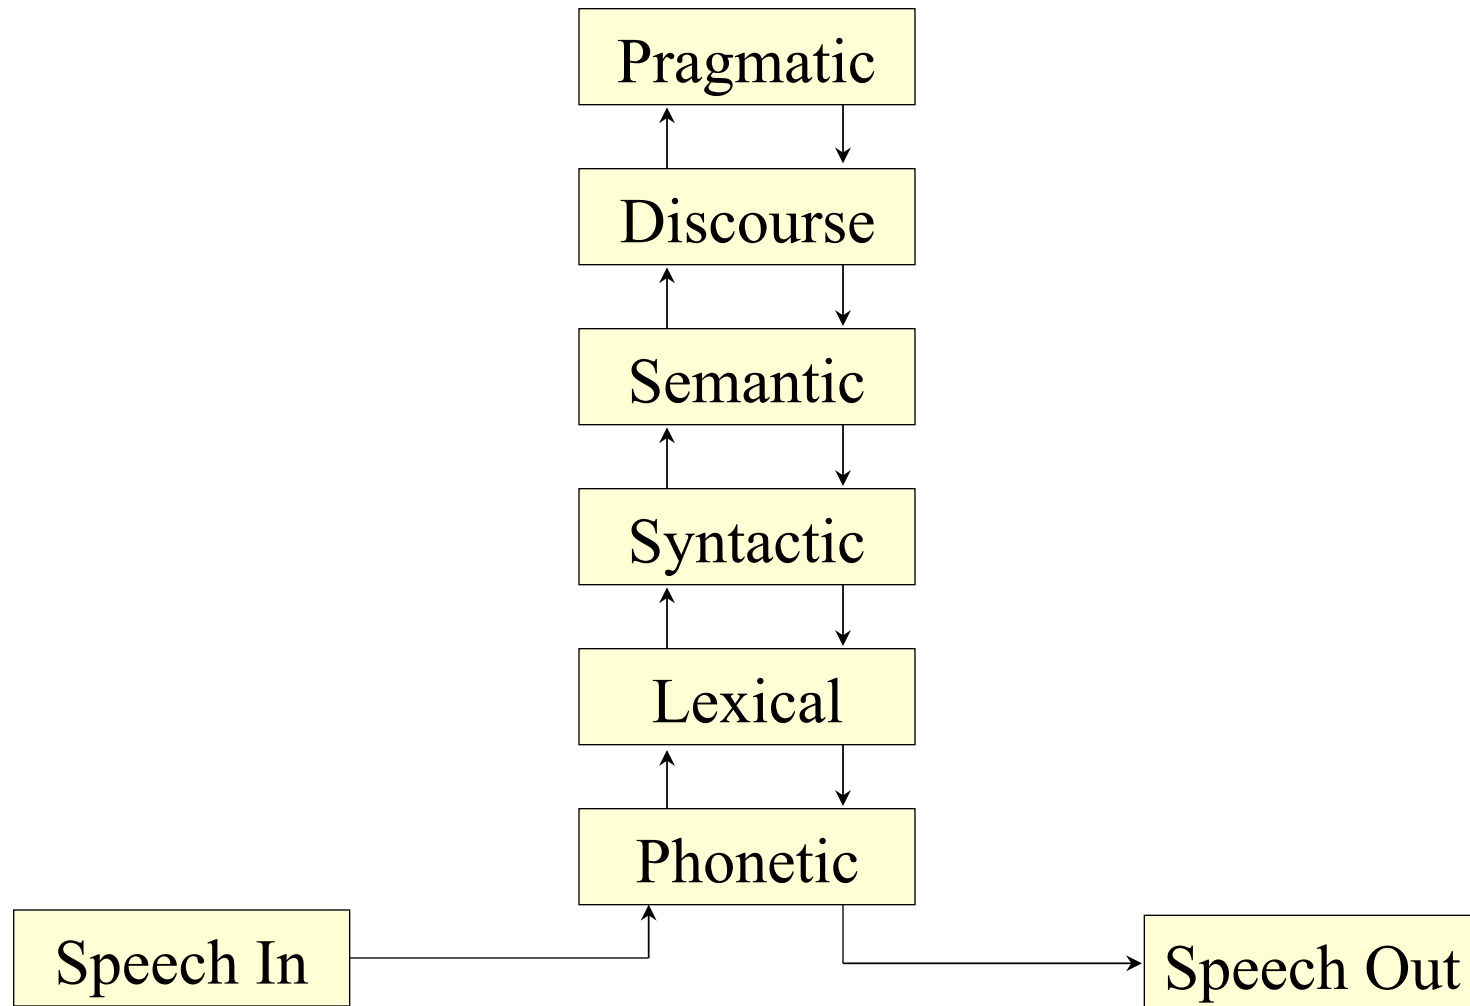 Pragmatic
Discourse
Semantic
Syntactic
Lexical
Phonetic
Speech In
Speech Out